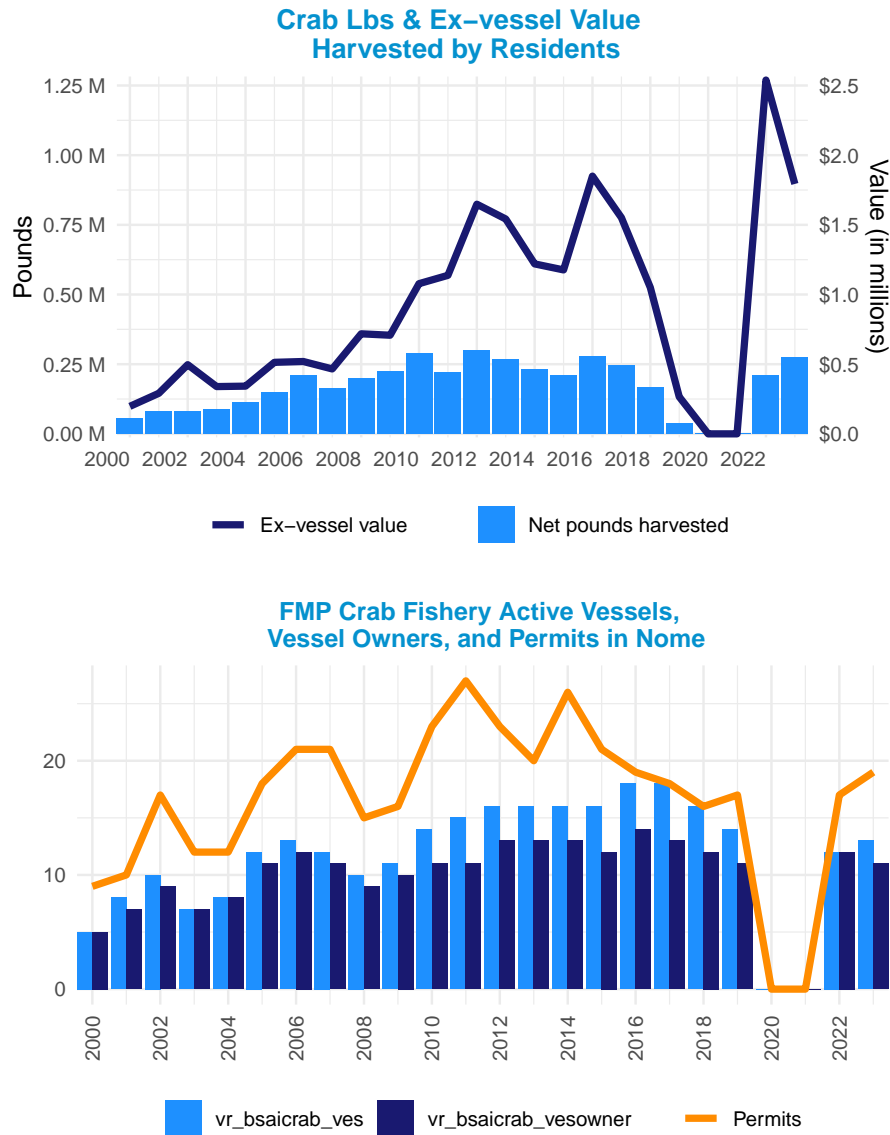 Crab Lbs & Ex−vessel Value
Harvested by Residents
1.25 M
1.00 M
0.75 M
0.50 M
0.25 M
0.00 M
Pounds
$2.5
$2.0
$1.5
$1.0
$0.5
$0.0
Value (in millions)
2000 2002 2004 2006 2008 2010 2012 2014 2016 2018 2020 2022
Ex−vessel value Net pounds harvested
FMP Crab Fishery Active Vessels,
Vessel Owners, and Permits in Nome
20
10
0
2000 2002 2004 2006 2008 2010 2012 2014 2016 2018 2020 2022
vr_bsaicrab_ves vr_bsaicrab_vesowner Permits